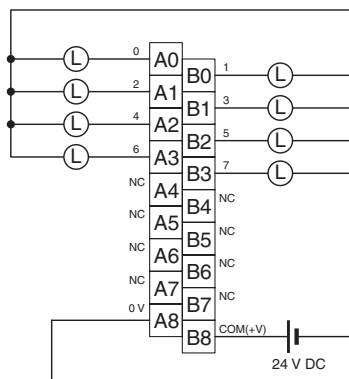 0 L A0
B0 1 L
2 L A1
B1 3 L
4 L A2
B2 5 L
6 L A3
B3 7 L
NC A4
B4 NC
NC A5
B5 NC
NC A6
B6 NC
NC A7
B7 NC
0 V A8
B8 COM(+V)
24 V DC